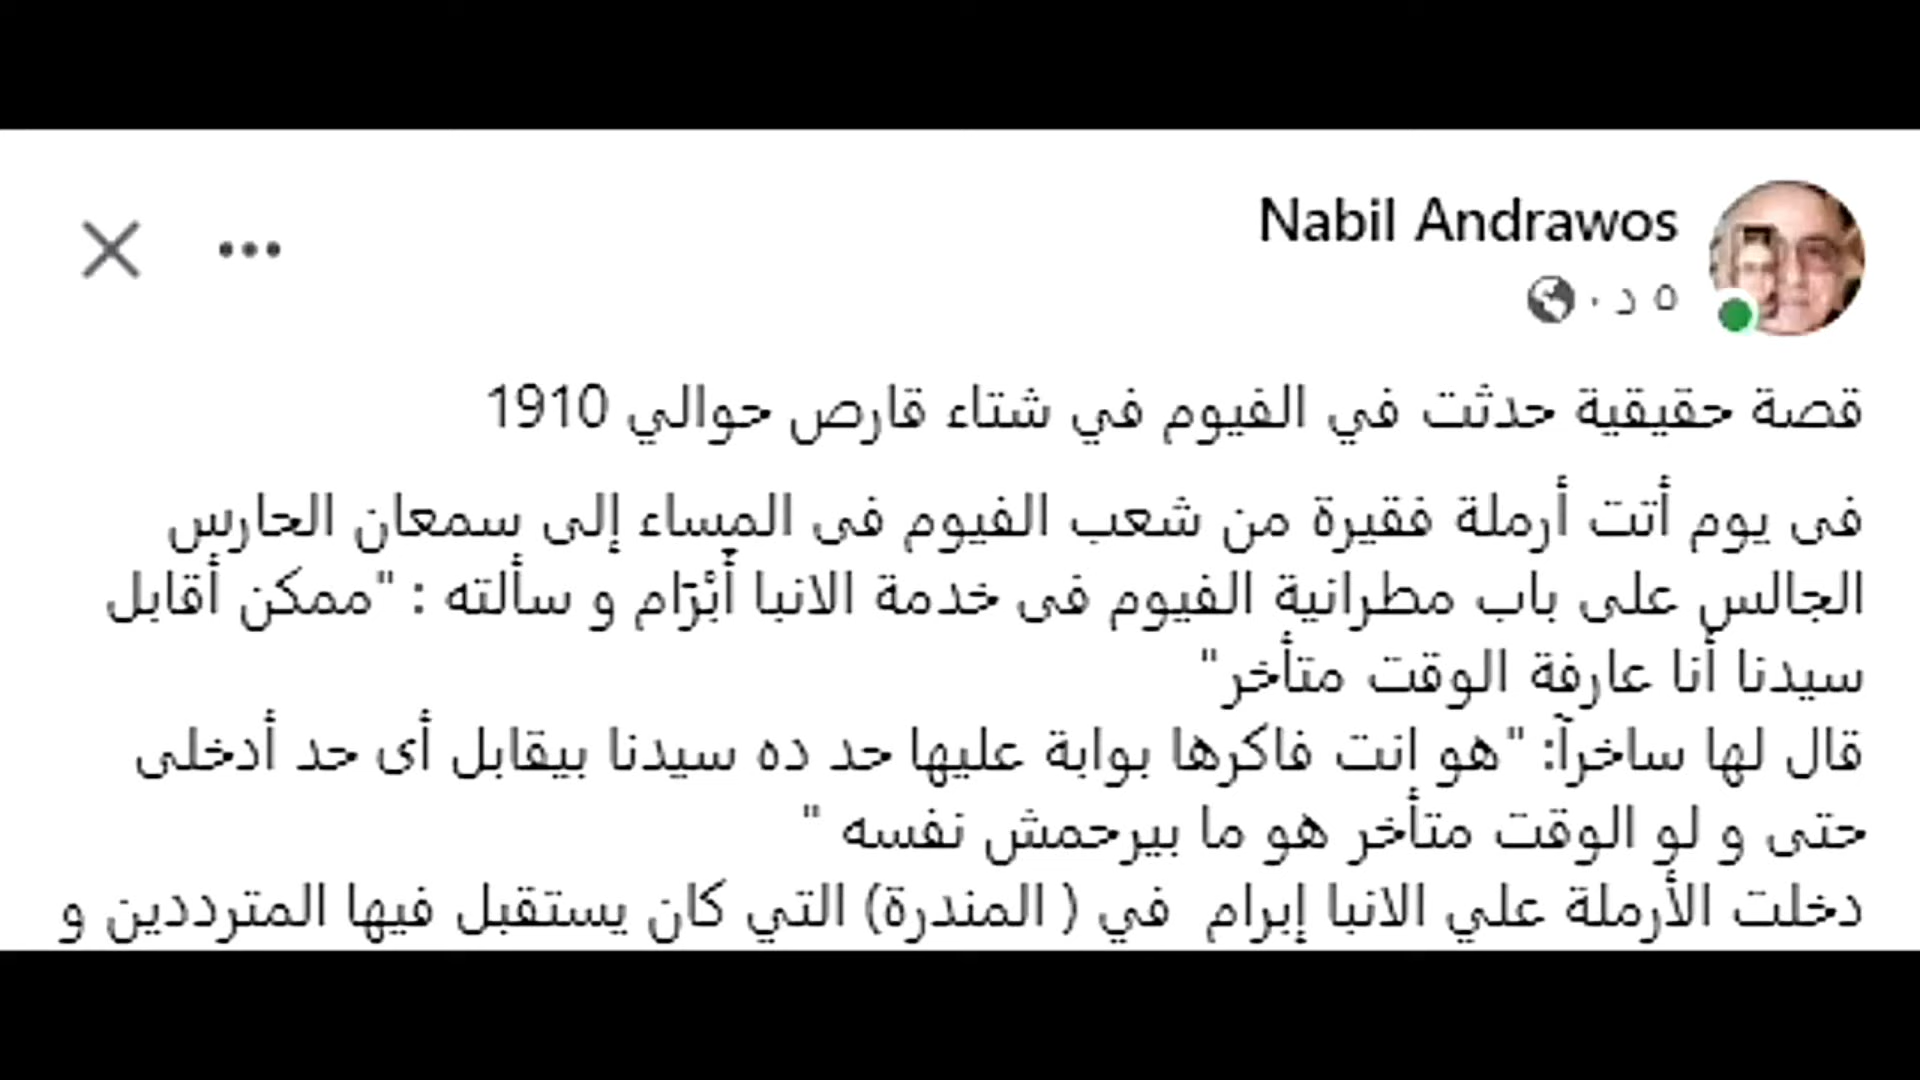 Nabil Andrawos
٥ د ·
قصة حقيقية حدثت في الفيوم في شتاء قارص حوالي 1910
فى يوم أتت أرملة فقيرة من شعب الفيوم فى المساء إلى سمعان الحارس
الجالس على باب مطرانية الفيوم فى خدمة الانبا أَبْرَام و سألته : "ممكن أقابل
سيدنا أنا عارفة الوقت متأخر"
قال لها ساخراً: "هو انت فاكرها بوابة عليها حد ده سيدنا بيقابل أى حد أدخلى
حتى و لو الوقت متأخر هو ما بيرحمش نفسه "
دخلت الأرملة علي الانبا إبرام في ( المندرة) التي كان يستقبل فيها المترددين و